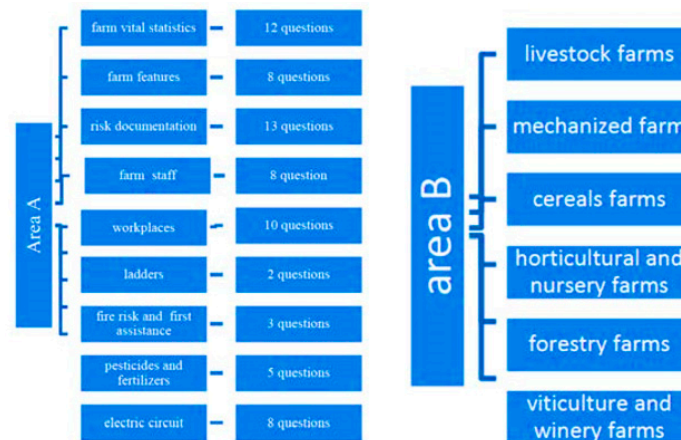 Area A
farm vital statistics
12 questions
farm features
8 questions
risk documentation
13 questions
farm staff
8 question
workplaces
10 questions
ladders
2 questions
fire risk and first
assistance
3 questions
pesticides and
fertilizers
5 questions
electric circuit
8 questions
area B
livestock farms
mechanized farm
cereals farms
horticultural and
nursery farms
forestry farms
viticulture and
winery farms